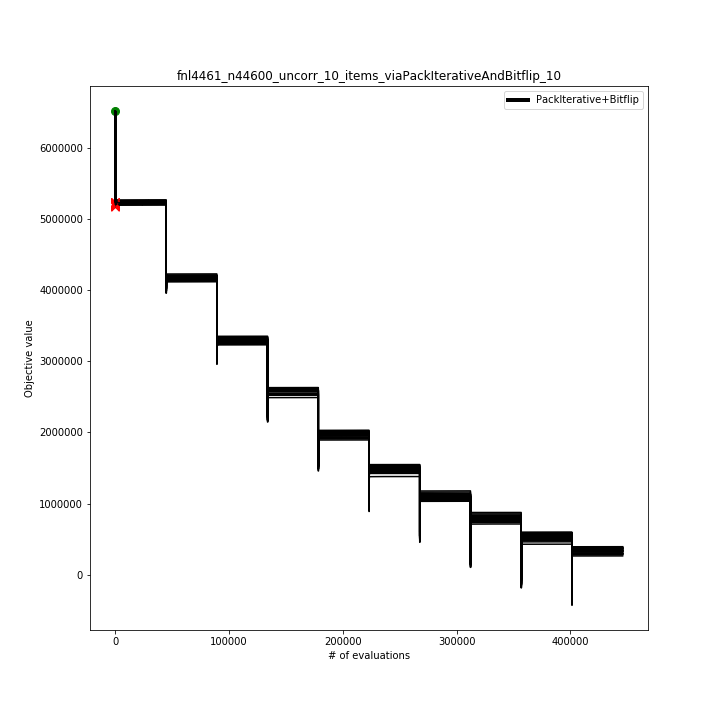 fnl4461_n44600_uncorr_10_items_viaPackIterativeAndBitflip_10
PackIterative+Bitflip
6000000
5000000
4000000
3000000
2000000
1000000
0
Objective value
0 100000 200000 300000 400000
# of evaluations